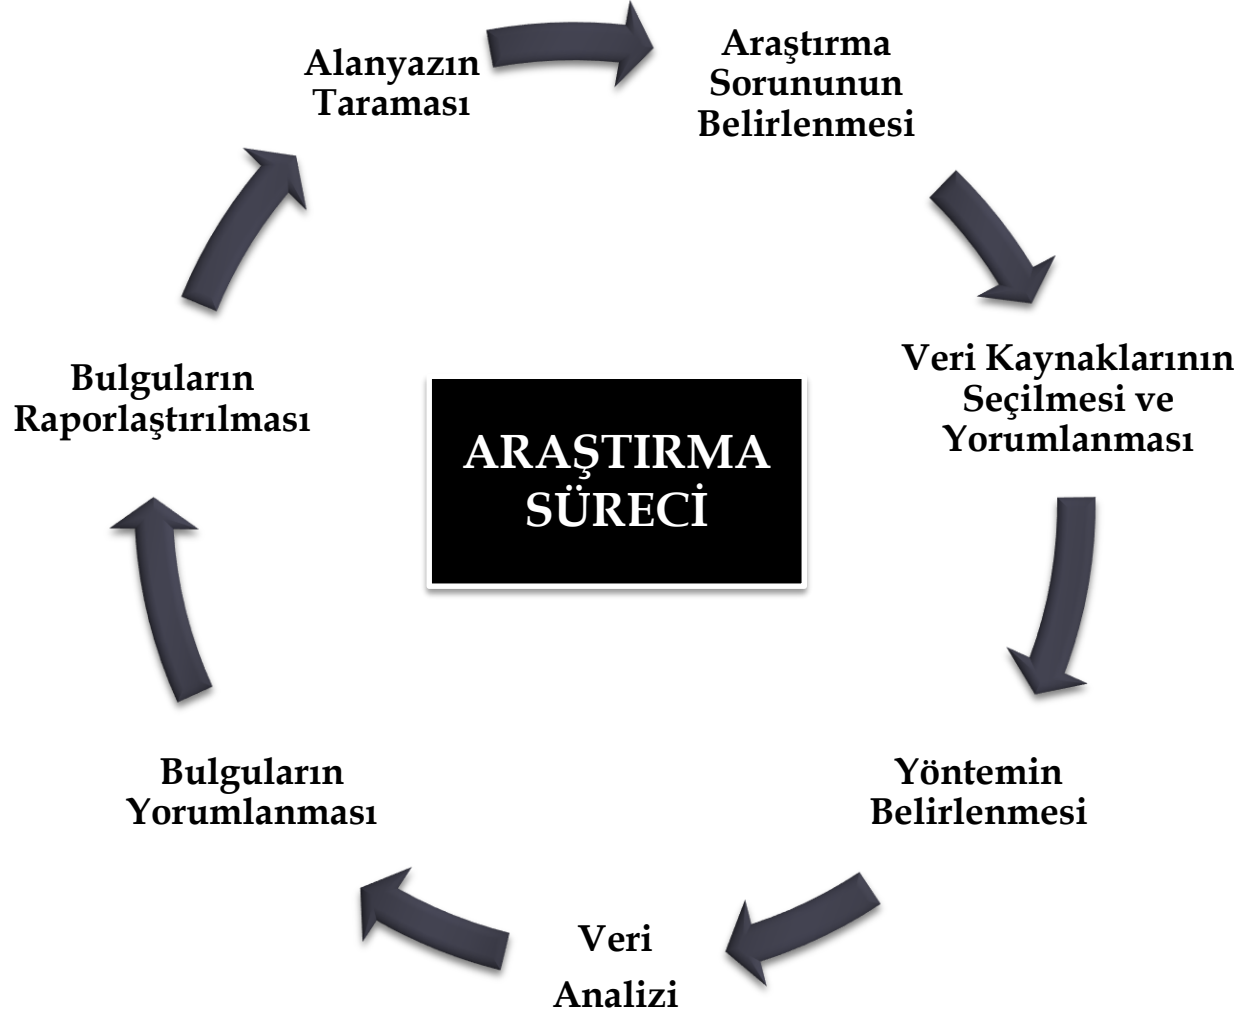 Alanyazın
Taraması
Araştırma
Sorununun
Belirlenmesi
Veri Kaynaklarının
Seçilmesi ve
Yorumlanması
Yöntemin
Belirlenmesi
Veri
Analizi
Bulguların
Yorumlanması
Bulguların
Raporlaştırılması
ARAŞTIRMA
SÜRECİ